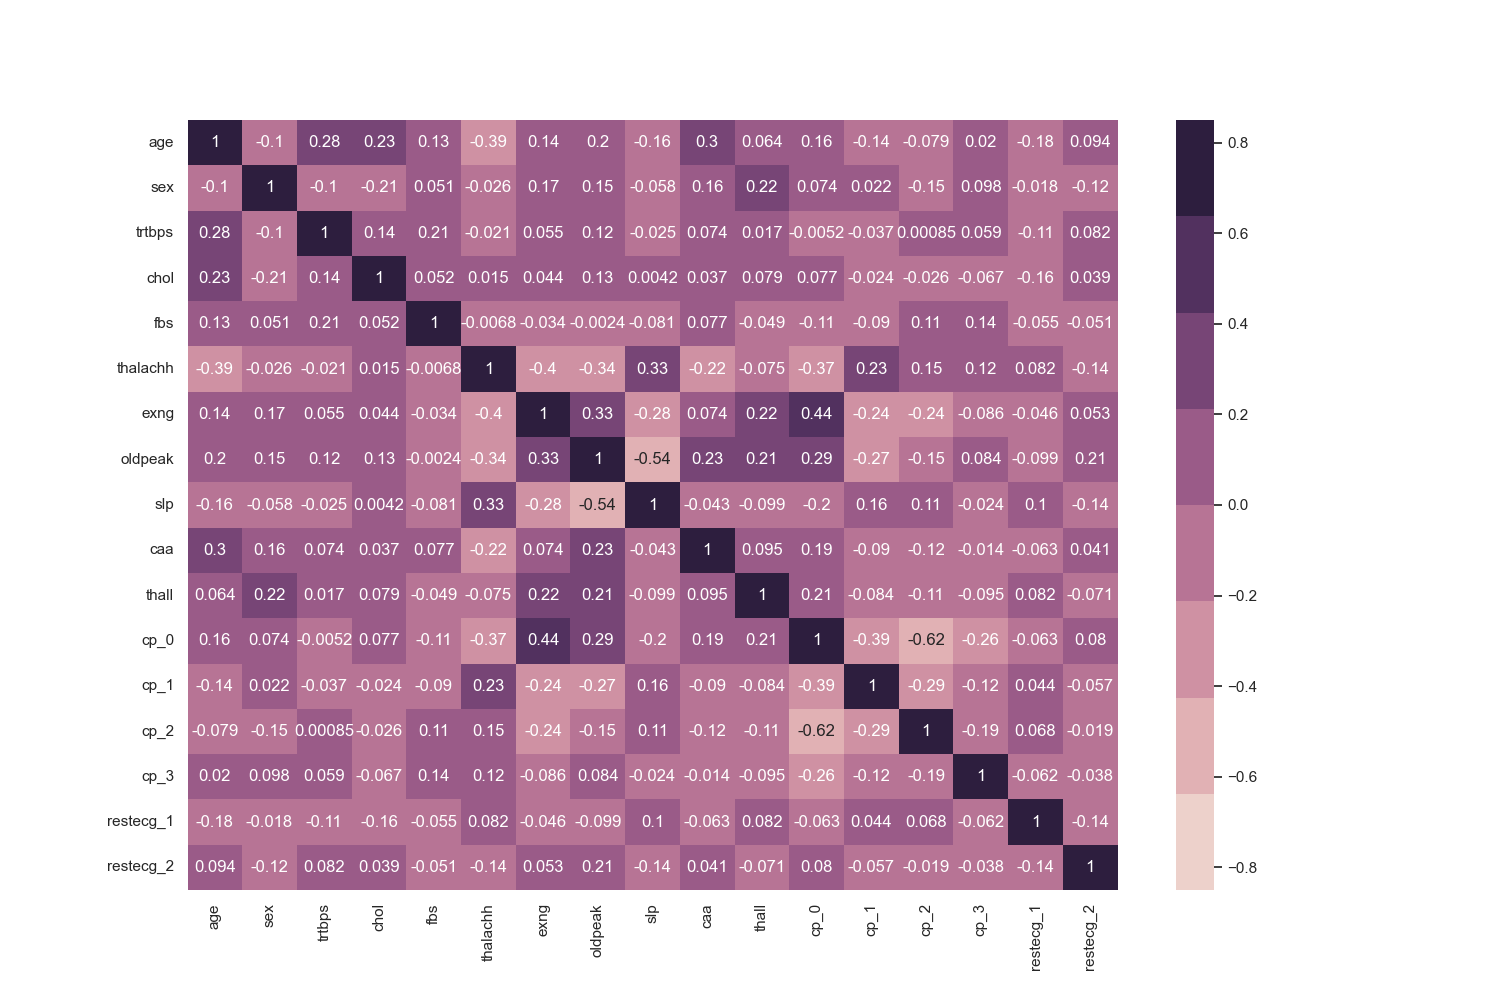 age 1 -0.1 0.28 0.23 0.13 -0.39 0.14 0.2 -0.16 0.3 0.064 0.16 -0.14 -0.079 0.02 -0.18 0.094
sex -0.1 1 -0.1 -0.21 0.051 -0.026 0.17 0.15 -0.058 0.16 0.22 0.074 0.022 -0.15 0.098 -0.018 -0.12
trtbps 0.28 -0.1 1 0.14 0.21 -0.021 0.055 0.12 -0.025 0.074 0.017 -0.0052 -0.037 0.00085 0.059 -0.11 0.082
chol 0.23 -0.21 0.14 1 0.052 0.015 0.044 0.13 0.0042 0.037 0.079 0.077 -0.024 -0.026 -0.067 -0.16 0.039
fbs 0.13 0.051 0.21 0.052 1 -0.0068 -0.034 -0.0024 -0.081 0.077 -0.049 -0.11 -0.09 0.11 0.14 -0.055 -0.051
thalachh -0.39 -0.026 -0.021 0.015 -0.0068 1 -0.4 -0.34 0.33 -0.22 -0.075 -0.37 0.23 0.15 0.12 0.082 -0.14
exng 0.14 0.17 0.055 0.044 -0.034 -0.4 1 0.33 -0.28 0.074 0.22 0.44 -0.24 -0.24 -0.086 -0.046 0.053
oldpeak 0.2 0.15 0.12 0.13 -0.0024 -0.34 0.33 1 -0.54 0.23 0.21 0.29 -0.27 -0.15 0.084 -0.099 0.21
slp -0.16 -0.058 -0.025 0.0042 -0.081 0.33 -0.28 -0.54 1 -0.043 -0.099 -0.2 0.16 0.11 -0.024 0.1 -0.14
caa 0.3 0.16 0.074 0.037 0.077 -0.22 0.074 0.23 -0.043 1 0.095 0.19 -0.09 -0.12 -0.014 -0.063 0.041
thall 0.064 0.22 0.017 0.079 -0.049 -0.075 0.22 0.21 -0.099 0.095 1 0.21 -0.084 -0.11 -0.095 0.082 -0.071
cp_0 0.16 0.074 -0.0052 0.077 -0.11 -0.37 0.44 0.29 -0.2 0.19 0.21 1 -0.39 -0.62 -0.26 -0.063 0.08
cp_1 -0.14 0.022 -0.037 -0.024 -0.09 0.23 -0.24 -0.27 0.16 -0.09 -0.084 -0.39 1 -0.29 -0.12 0.044 -0.057
cp_2 -0.079 -0.15 0.00085 -0.026 0.11 0.15 -0.24 -0.15 0.11 -0.12 -0.11 -0.62 -0.29 1 -0.19 0.068 -0.019
cp_3 0.02 0.098 0.059 -0.067 0.14 0.12 -0.086 0.084 -0.024 -0.014 -0.095 -0.26 -0.12 -0.19 1 -0.062 -0.038
restecg_1 -0.18 -0.018 -0.11 -0.16 -0.055 0.082 -0.046 -0.099 0.1 -0.063 0.082 -0.063 0.044 0.068 -0.062 1 -0.14
restecg_2 0.094 -0.12 0.082 0.039 -0.051 -0.14 0.053 0.21 -0.14 0.041 -0.071 0.08 -0.057 -0.019 -0.038 -0.14 1
age sex trtbps chol fbs thalachh exng oldpeak slp caa thall cp_0 cp_1 cp_2 cp_3 restecg_1 restecg_2
0.8
0.6
0.4
0.2
0.0
−0.2
−0.4
−0.6
−0.8